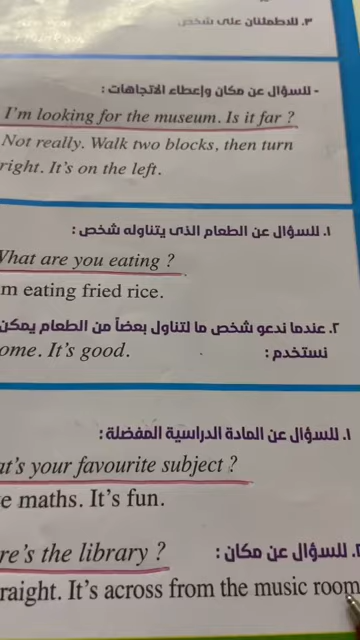 ٣. للاطمئنان على شخص
- للسؤال عن مكان وإعطاء الاتجاهات :
I'm looking for the museum. Is it far ?
Not really. Walk two blocks, then turn
right. It's on the left.
١. للسؤال عن الطعام الذى يتناوله شخص :
What are you eating ?
m eating fried rice.
٢. عندما ندعو شخص ما لتناول بعضاً من الطعام يمكن
نستخدم :
ome. It's good.
١. للسؤال عن المادة الدراسية المفضلة :
at's your favourite subject ?
e maths. It's fun.
٢. للسؤال عن مكان :
re's the library ?
raight. It's across from the music room